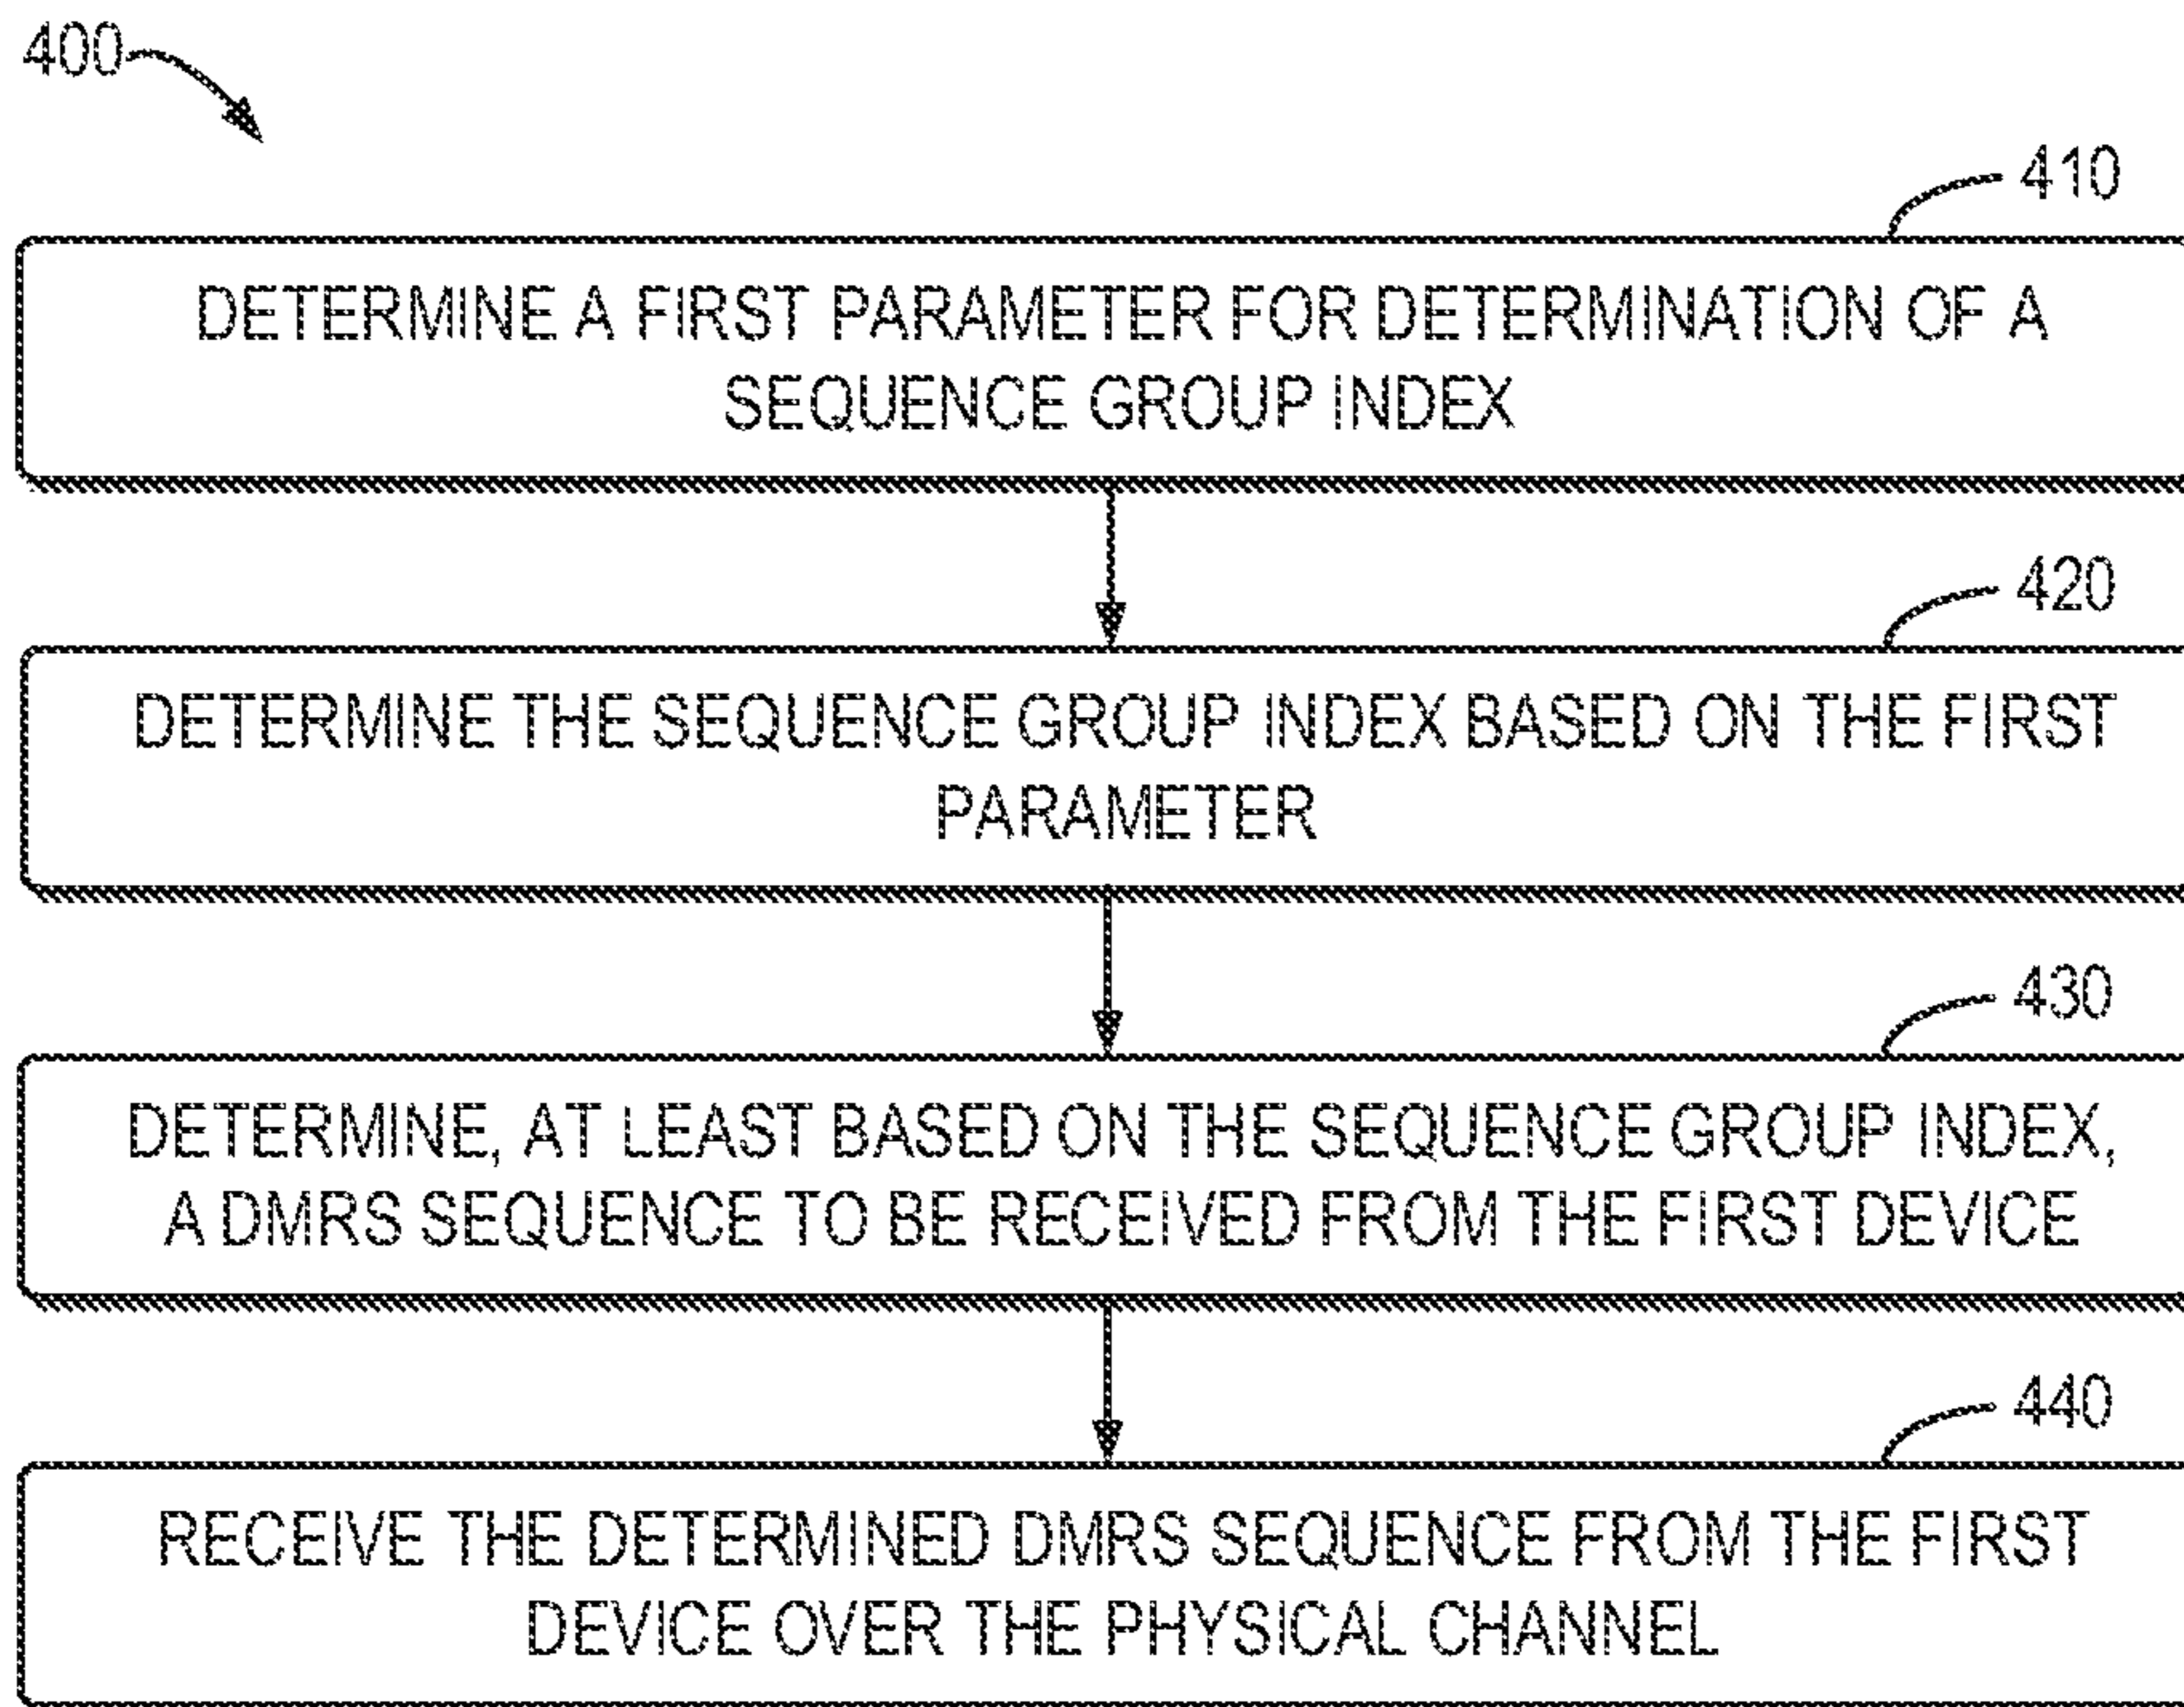 400
410
DETERMINE A FIRST PARAMETER FOR DETERMINATION OF A
SEQUENCE GROUP INDEX
420
DETERMINE THE SEQUENCE GROUP INDEX BASED ON THE FIRST
PARAMETER
430
DETERMINE, AT LEAST BASED ON THE SEQUENCE GROUP INDEX,
A DMRS SEQUENCE TO BE RECEIVED FROM THE FIRST DEVICE
440
RECEIVE THE DETERMINED DMRS SEQUENCE FROM THE FIRST
DEVICE OVER THE PHYSICAL CHANNEL